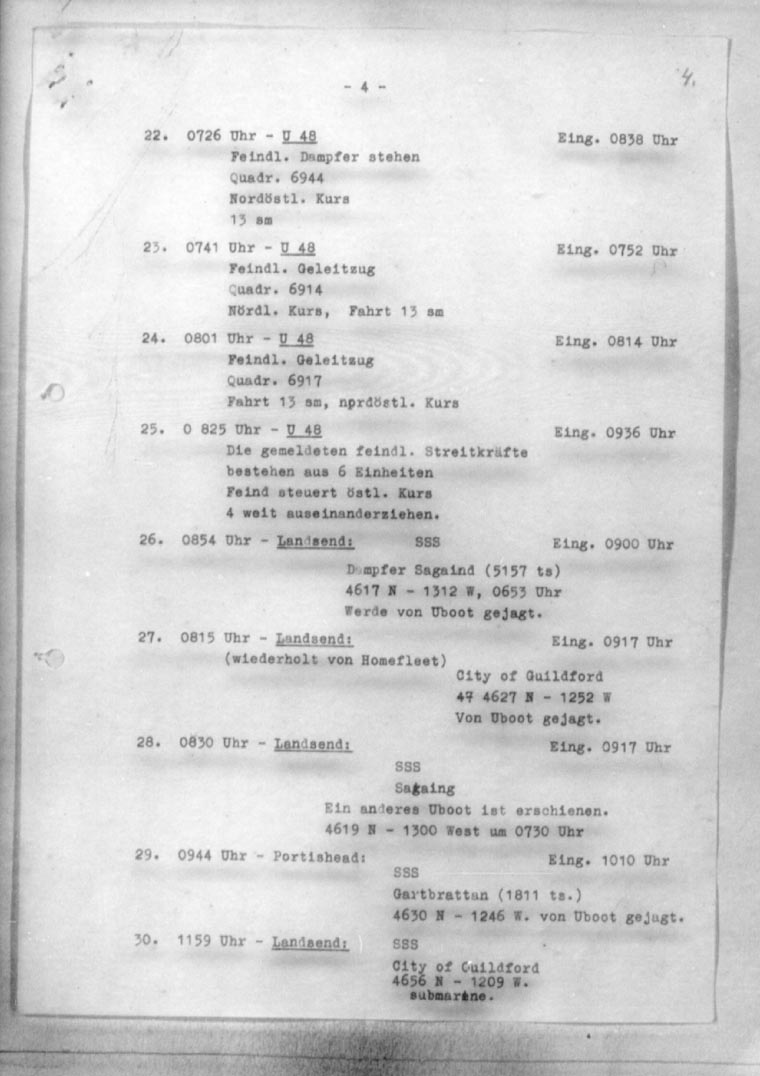 - 4 -
4.
22. 0726 Uhr - U 48 Eing. 0838 Uhr
Feindl. Dampfer stehen
Quadr. 6944
Nordöstl. Kurs
13 sm
23. 0741 Uhr - U 48 Eing. 0752 Uhr
Feindl. Geleitzug
Quadr. 6914
Nördl. Kurs, Fahrt 13 sm
24. 0801 Uhr - U 48 Eing. 0814 Uhr
Feindl. Geleitzug
Quadr. 6917
Fahrt 13 sm, nprdöstl. Kurs
25. 0 825 Uhr - U 48 Eing. 0936 Uhr
Die gemeldeten feindl. Streitkräfte
bestehen aus 6 Einheiten
Feind steuert östl. Kurs
4 weit auseinanderziehen.
26. 0854 Uhr - Landsend: SSS Eing. 0900 Uhr
Dampfer Sagaind (5157 ts)
4617 N - 1312 W, 0653 Uhr
Werde von Uboot gejagt.
27. 0815 Uhr - Landsend: Eing. 0917 Uhr
(wiederholt von Homefleet)
City of Guildford
47 4627 N - 1252 W
Von Uboot gejagt.
28. 0830 Uhr - Landsend: Eing. 0917 Uhr
SSS
Sagaing
Ein anderes Uboot ist erschienen.
4619 N - 1300 West um 0730 Uhr
29. 0944 Uhr - Portishead: Eing. 1010 Uhr
SSS
Gartbrattan (1811 ts.)
4630 N - 1246 W. von Uboot gejagt.
30. 1159 Uhr - Landsend: SSS
City of Guildford
4656 N - 1209 W.
submarine.